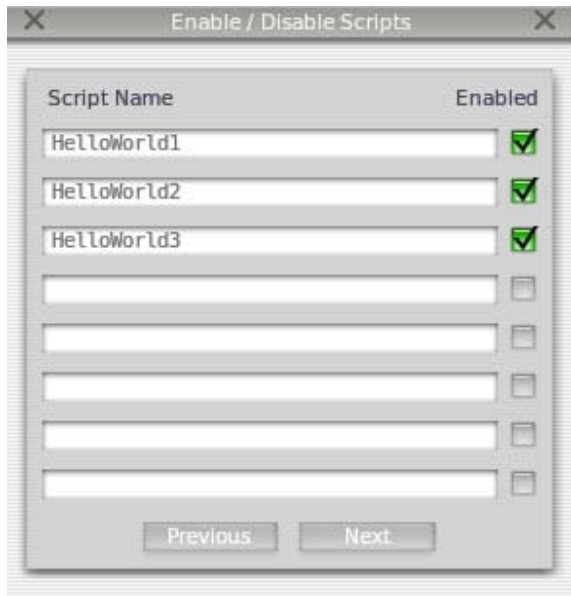 Enable / Disable Scripts
Script Name Enabled
HelloWorld1
HelloWorld2
HelloWorld3
Previous Next